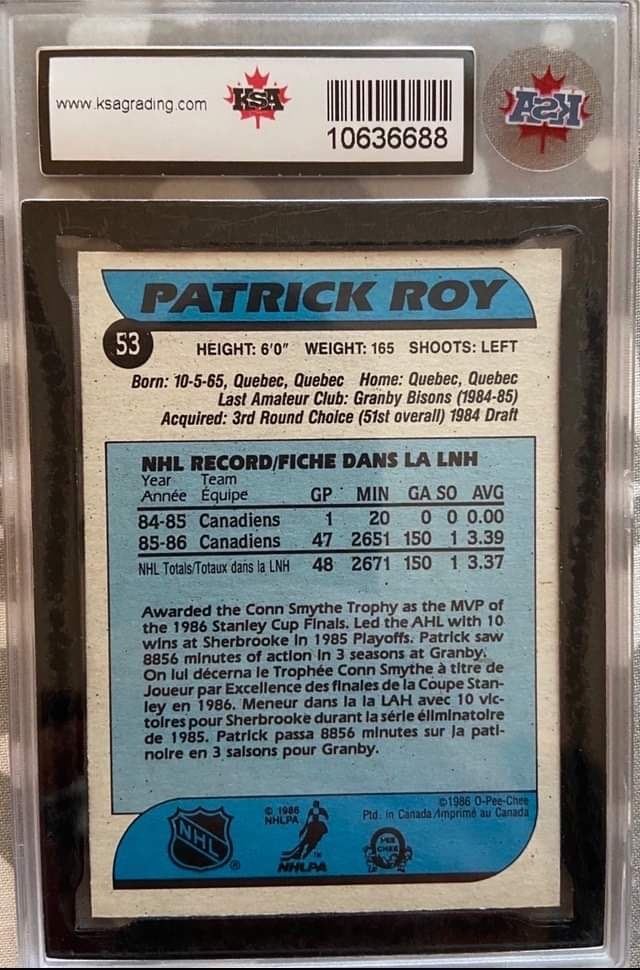 www.ksagrading.com
KSA
10636688
KSA
PATRICK ROY
53
HEIGHT: 6'0" WEIGHT: 165 SHOOTS: LEFT
Born: 10-5-65, Quebec, Quebec Home: Quebec, Quebec
Last Amateur Club: Granby Bisons (1984-85)
Acquired: 3rd Round Choice (51st overall) 1984 Draft
NHL RECORD/FICHE DANS LA LNH
Year Team
Année Équipe GP MIN GA SO AVG
84-85 Canadiens 1 20 0 0 0.00
85-86 Canadiens 47 2651 150 1 3.39
NHL Totals/Totaux dans la LNH 48 2671 150 1 3.37
Awarded the Conn Smythe Trophy as the MVP of
the 1986 Stanley Cup Finals. Led the AHL with 10
wins at Sherbrooke in 1985 Playoffs. Patrick saw
8856 minutes of action in 3 seasons at Granby.
On lui décerna le Trophée Conn Smythe à titre de
Joueur par Excellence des finales de la Coupe Stan-
ley en 1986. Meneur dans la la LAH avec 10 vic-
toires pour Sherbrooke durant la série éliminatoire
de 1985. Patrick passa 8856 minutes sur la pati-
noire en 3 saisons pour Granby.
©1986 O-Pee-Chee
Ptd. in Canada/Imprimé au Canada
© 1986
NHLPA
NHL
®
TM
NHLPA
O PEE
CHEE